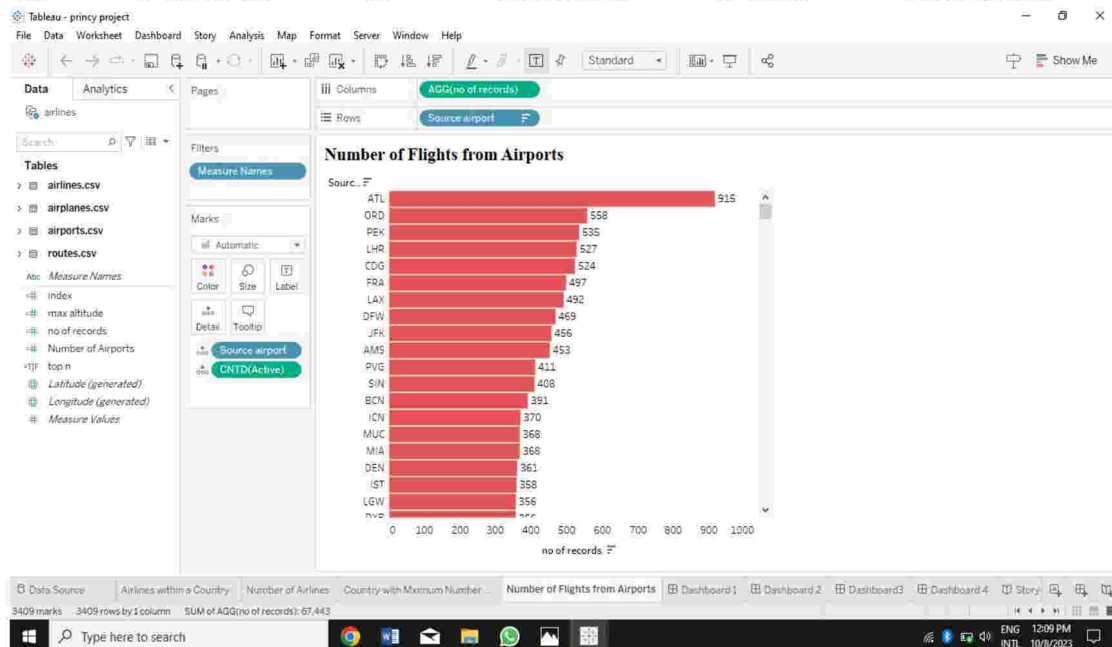 Tableau - princy project
File Data Worksheet Dashboard Story Analysis Map Format Server Window Help
Standard
Show Me
Data Analytics
airlines
Search
Tables
airlines.csv
airplanes.csv
airports.csv
routes.csv
Abc Measure Names
index
max altitude
no of records
Number of Airports
T|F top n
Latitude (generated)
Longitude (generated)
Measure Values
Pages
Filters
Measure Names
Marks
Automatic
Color Size Label
Detail Tooltip
Source airport
CNTD(Active)
Columns AGG(no of records)
Rows Source airport
Number of Flights from Airports
Sourc..
ATL 915
ORD 558
PEK 535
LHR 527
CDG 524
FRA 497
LAX 492
DFW 469
JFK 456
AMS 453
PVG 411
SIN 408
BCN 391
ICN 370
MUC 368
MIA 368
DEN 361
IST 358
LGW 356
0 100 200 300 400 500 600 700 800 900 1000
no of records
Data Source Airlines within a Country Number of Airlines Country with Mxmum Number .. Number of Flights from Airports Dashboard 1 Dashboard 2 Dashboard3 Dashboard 4 Story
3409 marks 3409 rows by 1 column SUM of AGG(no of records): 67,443
Type here to search
ENG 12:09 PM
INTL 10/8/2023